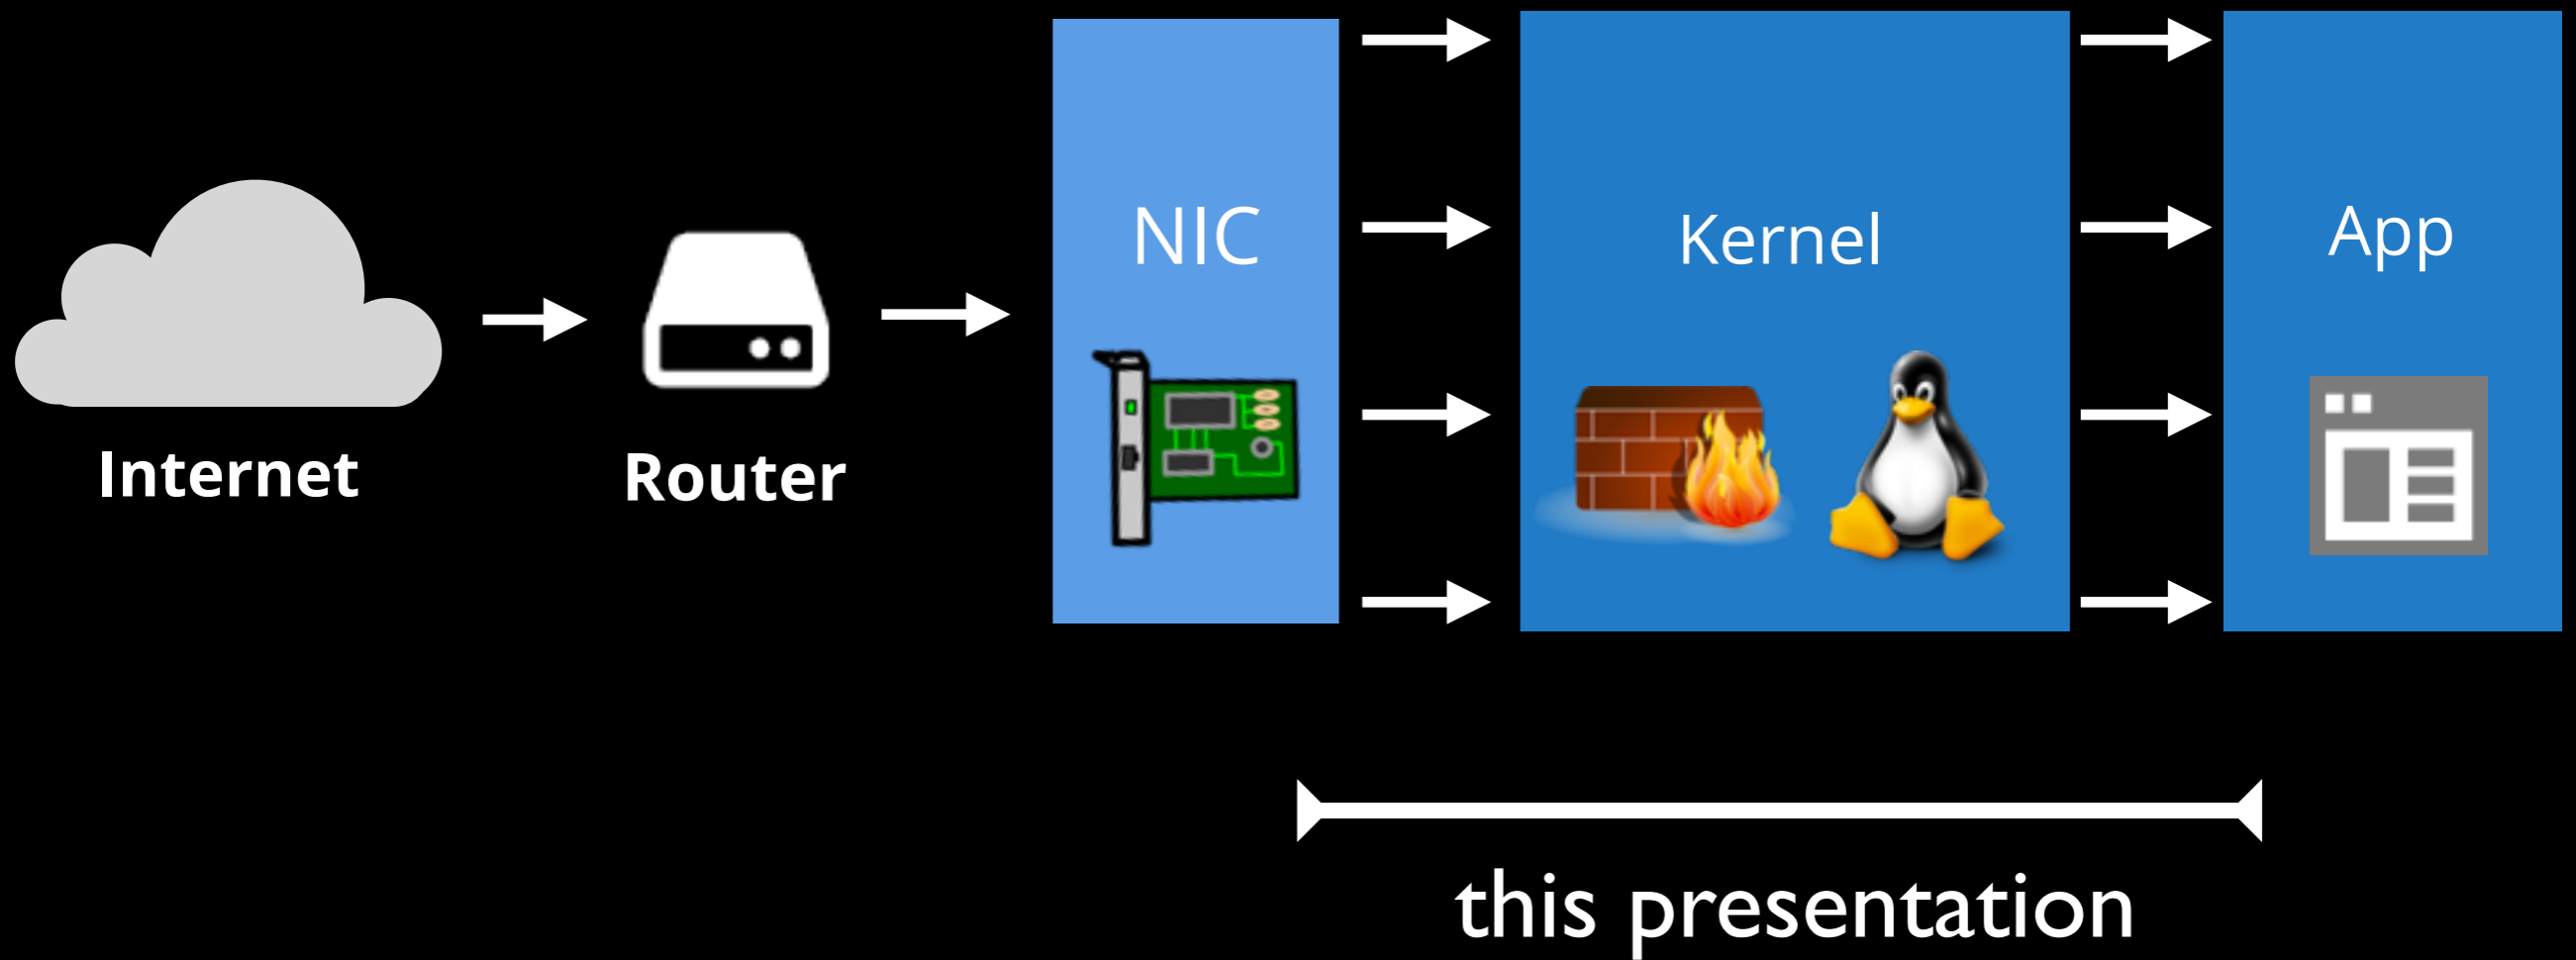 Internet
Router
NIC
Kernel
App
this presentation